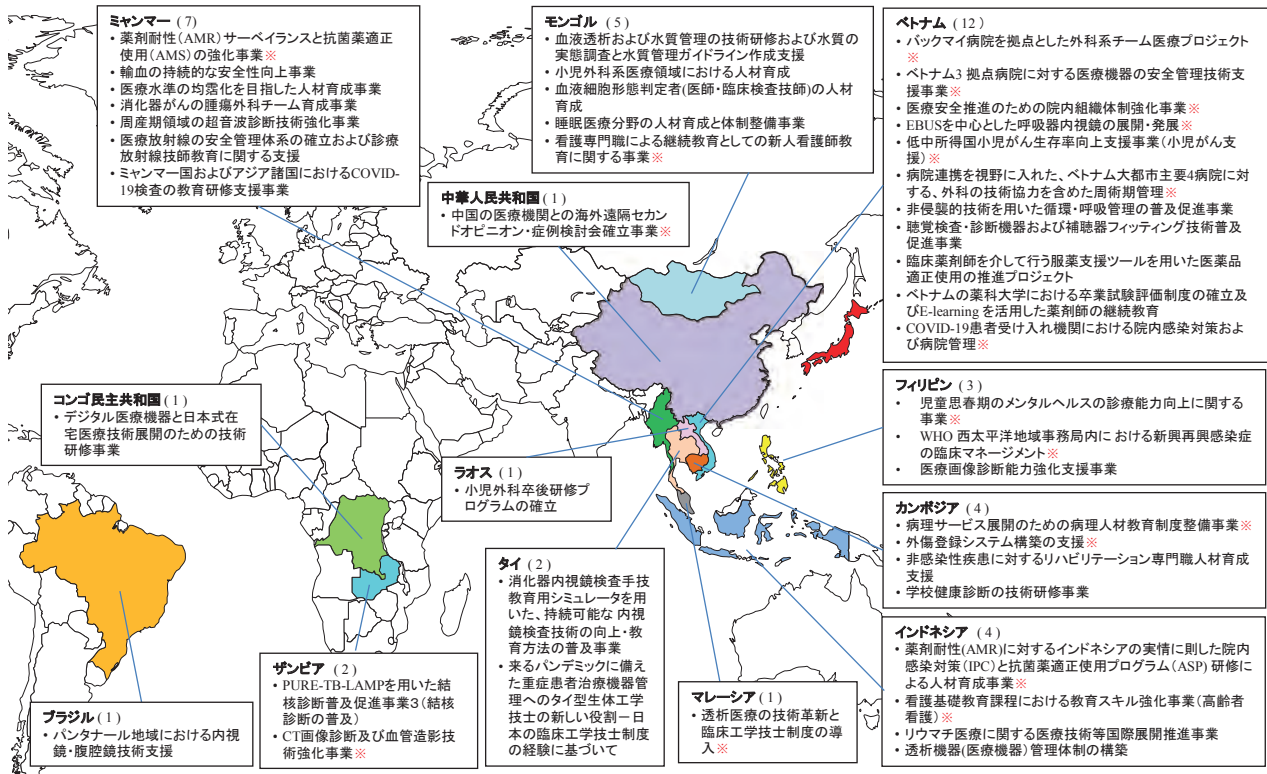 ミャンマー (7)
・ 薬剤耐性(AMR)サーベイランスと抗菌薬適正
使用(AMS)の強化事業※
・ 輸血の持続的な安全性向上事業
・ 医療水準の均霑化を目指した人材育成事業
・ 消化器がんの腫瘍外科チーム育成事業
・ 周産期領域の超音波診断技術強化事業
・ 医療放射線の安全管理体系の確立および診療
放射線技師教育に関する支援
・ ミャンマー国およびアジア諸国におけるCOVID-
19検査の教育研修支援事業
モンゴル (5)
・ 血液透析および水質管理の技術研修および水質の
実態調査と水質管理ガイドライン作成支援
・ 小児外科系医療領域における人材育成
・ 血液細胞形態判定者(医師・臨床検査技師)の人材
育成
・ 睡眠医療分野の人材育成と体制整備事業
・ 看護専門職による継続教育としての新人看護師教
育に関する事業※
ベトナム (12)
・ バックマイ病院を拠点とした外科系チーム医療プロジェクト
※
・ ベトナム3 拠点病院に対する医療機器の安全管理技術支
援事業※
・ 医療安全推進のための院内組織体制強化事業※
・ EBUSを中心とした呼吸器内視鏡の展開・発展※
・ 低中所得国小児がん生存率向上支援事業(小児がん支
援)※
・ 病院連携を視野に入れた、ベトナム大都市主要4病院に対
する、外科の技術協力を含めた周術期管理※
・ 非侵襲的技術を用いた循環・呼吸管理の普及促進事業
・ 聴覚検査・診断機器および補聴器フィッティング技術普及
促進事業
・ 臨床薬剤師を介して行う服薬支援ツールを用いた医薬品
適正使用の推進プロジェクト
・ ベトナムの薬科大学における卒業試験評価制度の確立及
びE-learning を活用した薬剤師の継続教育
・ COVID-19患者受け入れ機関における院内感染対策およ
び病院管理※
中華人民共和国 (1)
・ 中国の医療機関との海外遠隔セカン
ドオピニオン・症例検討会確立事業※
コンゴ民主共和国 (1)
・ デジタル医療機器と日本式在
宅医療技術展開のための技術
研修事業
ラオス (1)
・ 小児外科卒後研修プ
ログラムの確立
フィリピン (3)
・ 児童思春期のメンタルヘルスの診療能力向上に関する
事業※
・ WHO 西太平洋地域事務局内に おける新興再興感染症
の臨床マネージメント※
・ 医療画像診断能力強化支援事業
カンボジア (4)
・ 病理サービス展開のための病理人材教育制度整備事業※
・ 外傷登録システム構築の支援※
・ 非感染性疾患に対するリハビリテーション専門職人材育成
支援
・ 学校健康診断の技術研修事業
タイ (2)
・ 消化器内視鏡検査手技
教育用シミュレータを用
いた、持続可能な 内視
鏡検査技術の向上・教
育方法の普及事業
・ 来るパンデミックに備え
た重症患者治療機器管
理へのタイ型生体工学
技士の新しい役割－日
本の臨床工学技士制度
の経験に基づいて
インドネシア (4)
・ 薬剤耐性(AMR)に対するインドネシアの実情に則した院内
感染対策(IPC)と抗菌薬適正使用プログラム(ASP) 研修に
よる人材育成事業※
・ 看護基礎教育課程における教育スキル強化事業(高齢者
看護)※
・ リウマチ医療に関する医療技術等国際展開推進事業
・ 透析機器(医療機器)管理体制の構築
ザンビア (2)
・ PURE-TB-LAMPを用いた結
核診断普及促進事業3(結核
診断の普及)
・ CT画像診断及び血管造影技
術強化事業※
マレーシア (1)
・ 透析医療の技術革新と
臨床工学技士制度の導
入※
ブラジル (1)
・ パンタナール地域における内視
鏡・腹腔鏡技術支援